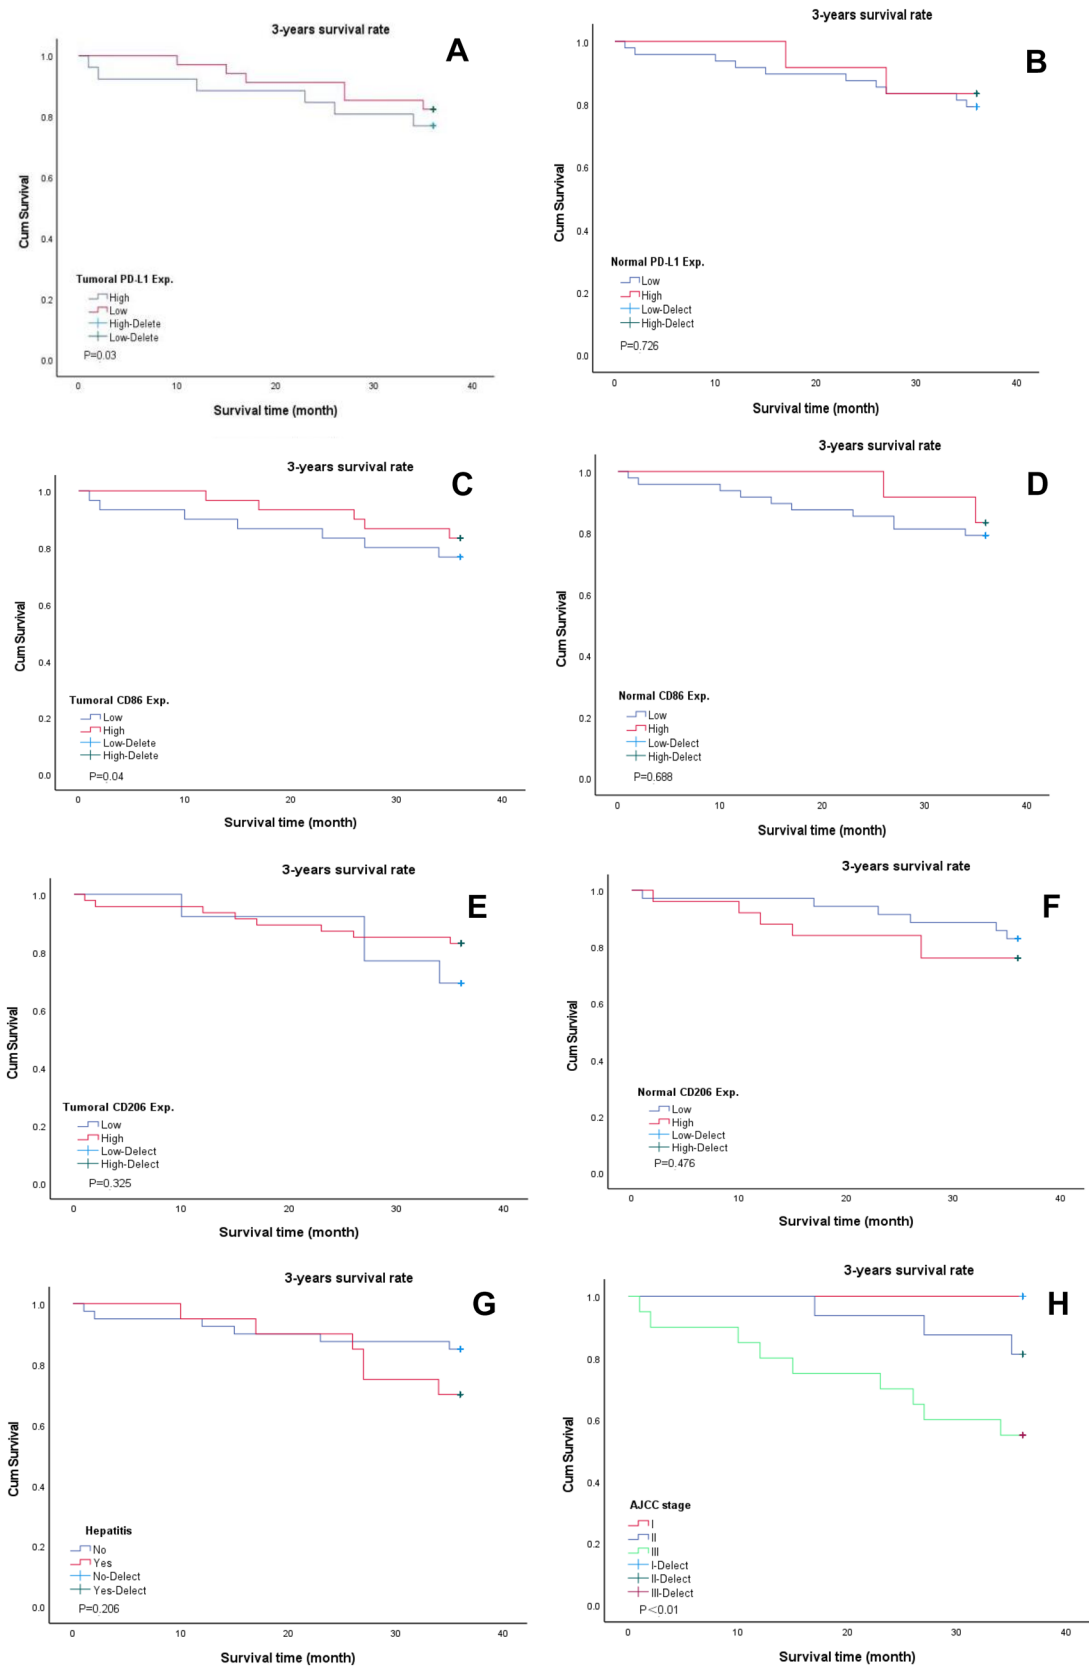 3-years survival rate
A
1.0
0.8
0.6
0.4
0.2
0.0
Cum Survival
Tumoral PD-L1 Exp.
High
Low
High-Delete
Low-Delete
P=0.03
0 10 20 30 40
Survival time (month)
3-years survival rate
B
1.0
0.8
0.6
0.4
0.2
0.0
Cum Survival
Normal PD-L1 Exp.
Low
High
Low-Delect
High-Delect
P=0.726
0 10 20 30 40
Survival time (month)
3-years survival rate
C
1.0
0.8
0.6
0.4
0.2
0.0
Cum Survival
Tumoral CD86 Exp.
Low
High
Low-Delete
High-Delete
P=0.04
0 10 20 30 40
Survival time (month)
3-years survival rate
D
1.0
0.8
0.6
0.4
0.2
0.0
Cum Survival
Normal CD86 Exp.
Low
High
Low-Delect
High-Delect
P=0.688
0 10 20 30 40
Survival time (month)
3-years survival rate
E
1.0
0.8
0.6
0.4
0.2
0.0
Cum Survival
Tumoral CD206 Exp.
Low
High
Low-Delect
High-Delect
P=0.325
0 10 20 30 40
Survival time (month)
3-years survival rate
F
1.0
0.8
0.6
0.4
0.2
0.0
Cum Survival
Normal CD206 Exp.
Low
High
Low-Delect
High-Delect
P=0.476
0 10 20 30 40
Survival time (month)
3-years survival rate
G
1.0
0.8
0.6
0.4
0.2
0.0
Cum Survival
Hepatitis
No
Yes
No-Delect
Yes-Delect
P=0.206
0 10 20 30 40
Survival time (month)
3-years survival rate
H
1.0
0.8
0.6
0.4
0.2
0.0
Cum Survival
AJCC stage
I
II
III
I-Delect
II-Delect
III-Delect
P<0.01
0 10 20 30 40
Survival time (month)